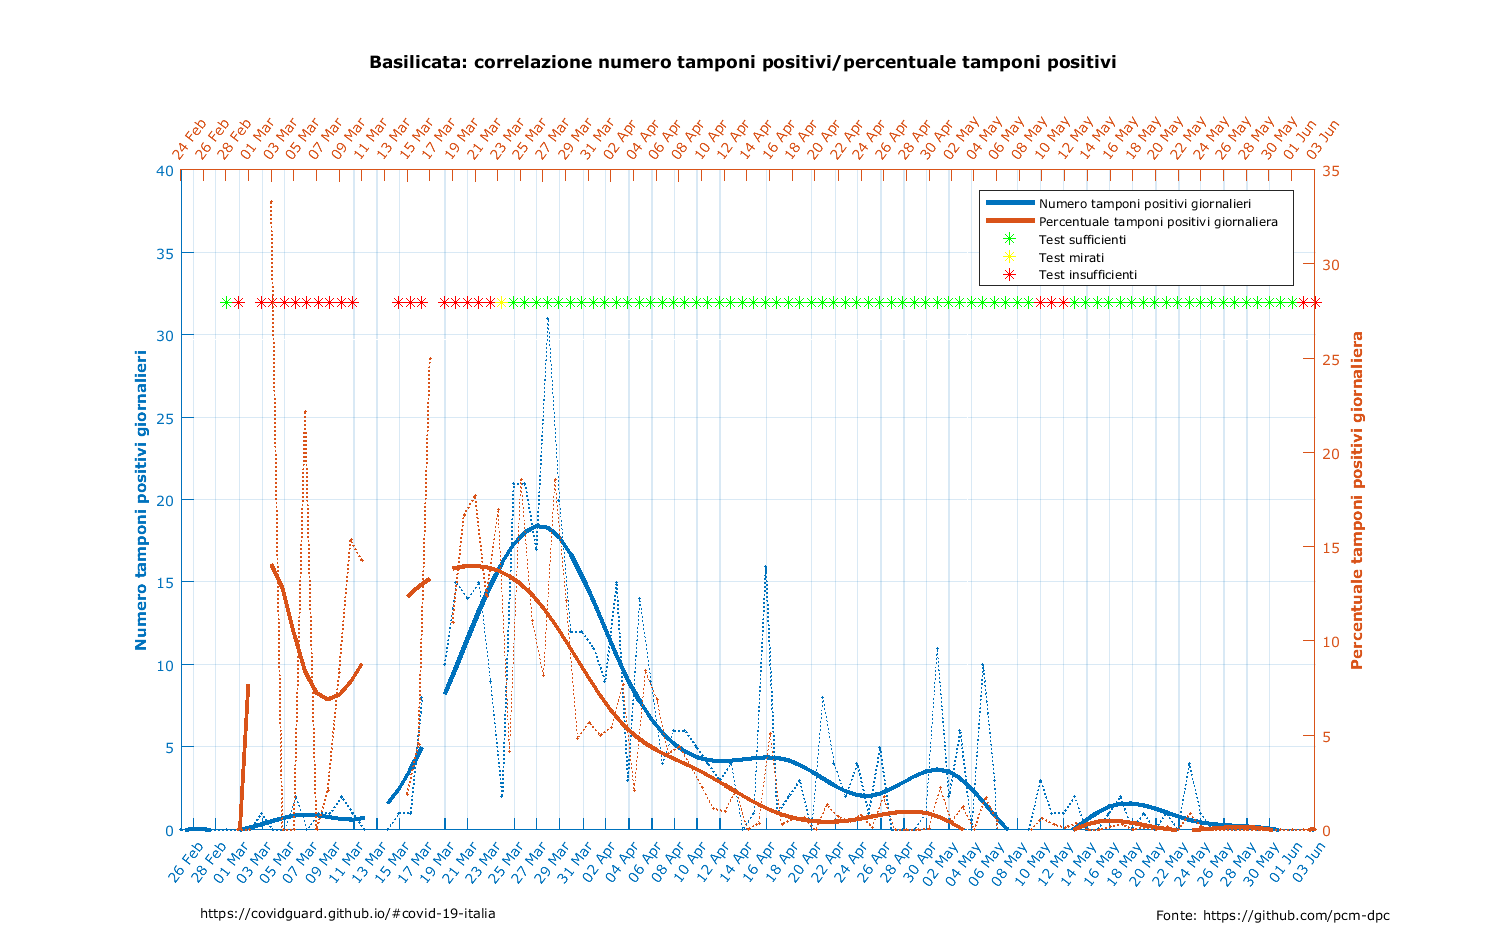 Basilicata: correlazione numero tamponi positivi/percentuale tamponi positivi
24 Feb 26 Feb 28 Feb 01 Mar 03 Mar 05 Mar 07 Mar 09 Mar 11 Mar 13 Mar 15 Mar 17 Mar 19 Mar 21 Mar 23 Mar 25 Mar 27 Mar 29 Mar 31 Mar 02 Apr 04 Apr 06 Apr 08 Apr 10 Apr 12 Apr 14 Apr 16 Apr 18 Apr 20 Apr 22 Apr 24 Apr 26 Apr 28 Apr 30 Apr 02 May 04 May 06 May 08 May 10 May 12 May 14 May 16 May 18 May 20 May 22 May 24 May 26 May 28 May 30 May 01 Jun 03 Jun
40
35
30
25
20
15
10
5
0
Numero tamponi positivi giornalieri
Numero tamponi positivi giornalieri
Percentuale tamponi positivi giornaliera
Test sufficienti
Test mirati
Test insufficienti
35
30
25
20
15
10
5
0
Percentuale tamponi positivi giornaliera
26 Feb 28 Feb 01 Mar 03 Mar 05 Mar 07 Mar 09 Mar 11 Mar 13 Mar 15 Mar 17 Mar 19 Mar 21 Mar 23 Mar 25 Mar 27 Mar 29 Mar 31 Mar 02 Apr 04 Apr 06 Apr 08 Apr 10 Apr 12 Apr 14 Apr 16 Apr 18 Apr 20 Apr 22 Apr 24 Apr 26 Apr 28 Apr 30 Apr 02 May 04 May 06 May 08 May 10 May 12 May 14 May 16 May 18 May 20 May 22 May 24 May 26 May 28 May 30 May 01 Jun 03 Jun
https://covidguard.github.io/#covid-19-italia
Fonte: https://github.com/pcm-dpc